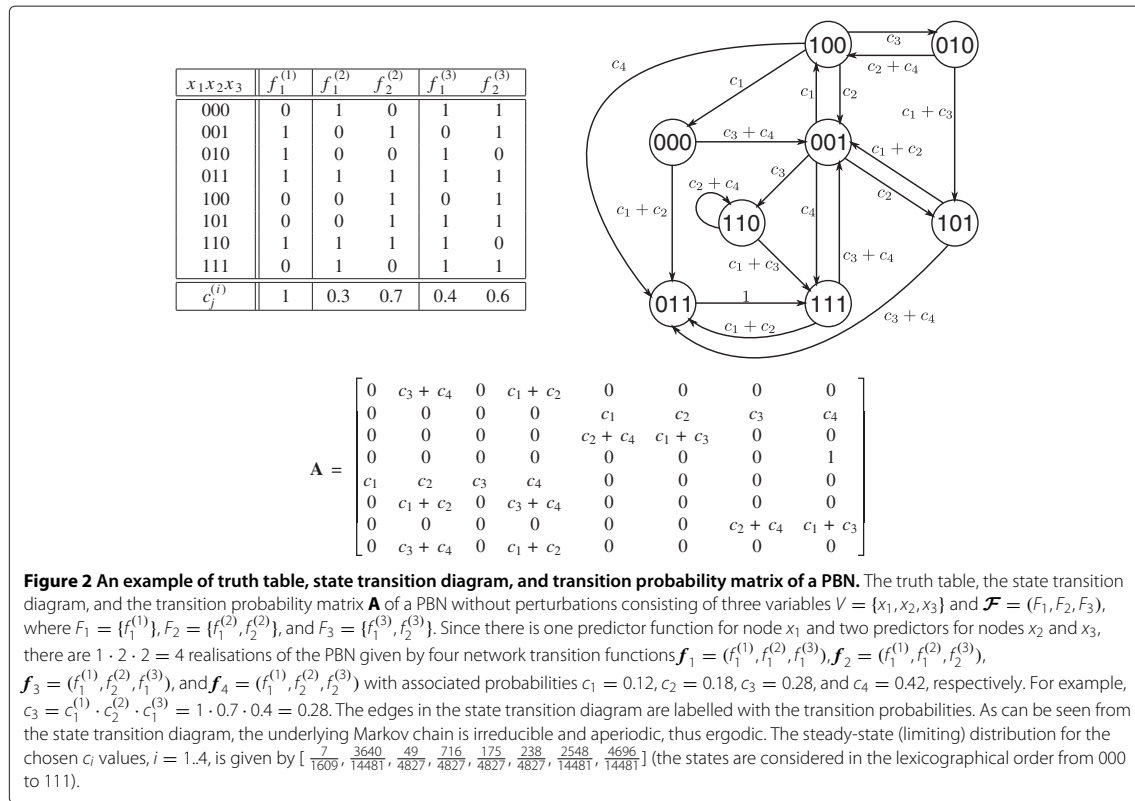 x₁x₂x₃ f₁⁽¹⁾ f₁⁽²⁾ f₂⁽²⁾ f₁⁽³⁾ f₂⁽³⁾
000 0 1 0 1 1
001 1 0 1 0 1
010 1 0 0 1 0
011 1 1 1 1 1
100 0 0 1 0 1
101 0 0 1 1 1
110 1 1 1 1 0
111 0 1 0 1 1
c_j⁽ⁱ⁾ 1 0.3 0.7 0.4 0.6
100
c₃
010
c₂ + c₄
c₄
c₁
c₁
c₂
c₁ + c₃
000
c₃ + c₄
001
c₁ + c₂
c₃
c₂
c₂ + c₄
110
c₄
101
c₁ + c₂
c₁ + c₃
c₃ + c₄
011
1
111
c₁ + c₂
c₃ + c₄
A =
0 c₃ + c₄ 0 c₁ + c₂ 0 0 0 0
0 0 0 0 c₁ c₂ c₃ c₄
0 0 0 0 c₂ + c₄ c₁ + c₃ 0 0
0 0 0 0 0 0 0 1
c₁ c₂ c₃ c₄ 0 0 0 0
0 c₁ + c₂ 0 c₃ + c₄ 0 0 0 0
0 0 0 0 0 0 c₂ + c₄ c₁ + c₃
0 c₃ + c₄ 0 c₁ + c₂ 0 0 0 0
Figure 2 An example of truth table, state transition diagram, and transition probability matrix of a PBN. The truth table, the state transition
diagram, and the transition probability matrix A of a PBN without perturbations consisting of three variables V = {x₁, x₂, x₃} and 𝓕 = (F₁, F₂, F₃),
where F₁ = {f₁⁽¹⁾}, F₂ = {f₁⁽²⁾, f₂⁽²⁾}, and F₃ = {f₁⁽³⁾, f₂⁽³⁾}. Since there is one predictor function for node x₁ and two predictors for nodes x₂ and x₃,
there are 1 · 2 · 2 = 4 realisations of the PBN given by four network transition functions f₁ = (f₁⁽¹⁾, f₁⁽²⁾, f₁⁽³⁾), f₂ = (f₁⁽¹⁾, f₁⁽²⁾, f₂⁽³⁾),
f₃ = (f₁⁽¹⁾, f₂⁽²⁾, f₁⁽³⁾), and f₄ = (f₁⁽¹⁾, f₂⁽²⁾, f₂⁽³⁾) with associated probabilities c₁ = 0.12, c₂ = 0.18, c₃ = 0.28, and c₄ = 0.42, respectively. For example,
c₃ = c₁⁽¹⁾ · c₂⁽²⁾ · c₁⁽³⁾ = 1 · 0.7 · 0.4 = 0.28. The edges in the state transition diagram are labelled with the transition probabilities. As can be seen from
the state transition diagram, the underlying Markov chain is irreducible and aperiodic, thus ergodic. The steady-state (limiting) distribution for the
chosen cᵢ values, i = 1..4, is given by [ 7/1609, 3640/14481, 49/4827, 716/4827, 175/4827, 238/4827, 2548/14481, 4696/14481 ] (the states are considered in the lexicographical order from 000
to 111).